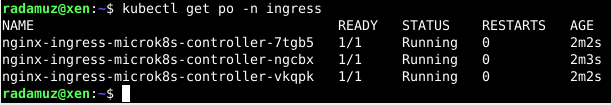 radamuz@xen:~$ kubectl get po -n ingress
NAME                                      READY   STATUS    RESTARTS   AGE
nginx-ingress-microk8s-controller-7tgb5   1/1     Running   0          2m2s
nginx-ingress-microk8s-controller-ngcbx   1/1     Running   0          2m3s
nginx-ingress-microk8s-controller-vkqpk   1/1     Running   0          2m2s
radamuz@xen:~$